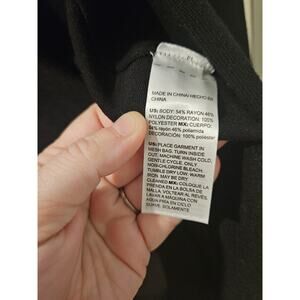 MADE IN CHINA/ HECHO EN
CHINA
US: BODY: 54% RAYON 46%
NYLON DECORATION: 100%
POLYESTER MX: CUERPO:
54% rayón 46% poliamida
DECORACIÓN: 100% poliéster
US: PLACE GARMENT IN
MESH BAG. TURN INSIDE
OUT, MACHINE WASH COLD,
GENTLE CYCLE. ONLY
NON-CHLORINE BLEACH.
TUMBLE DRY LOW. WARM
IRON. MAY BE DRY
CLEANED MX: COLOQUE LA
PRENDA EN LA BOLSA DE
MALLA. VOLTEAR AL REVÉS,
LAVAR A MÁQUINA CON
AGUA FRÍA EN CICLO
SUAVE. SOLAMENTE